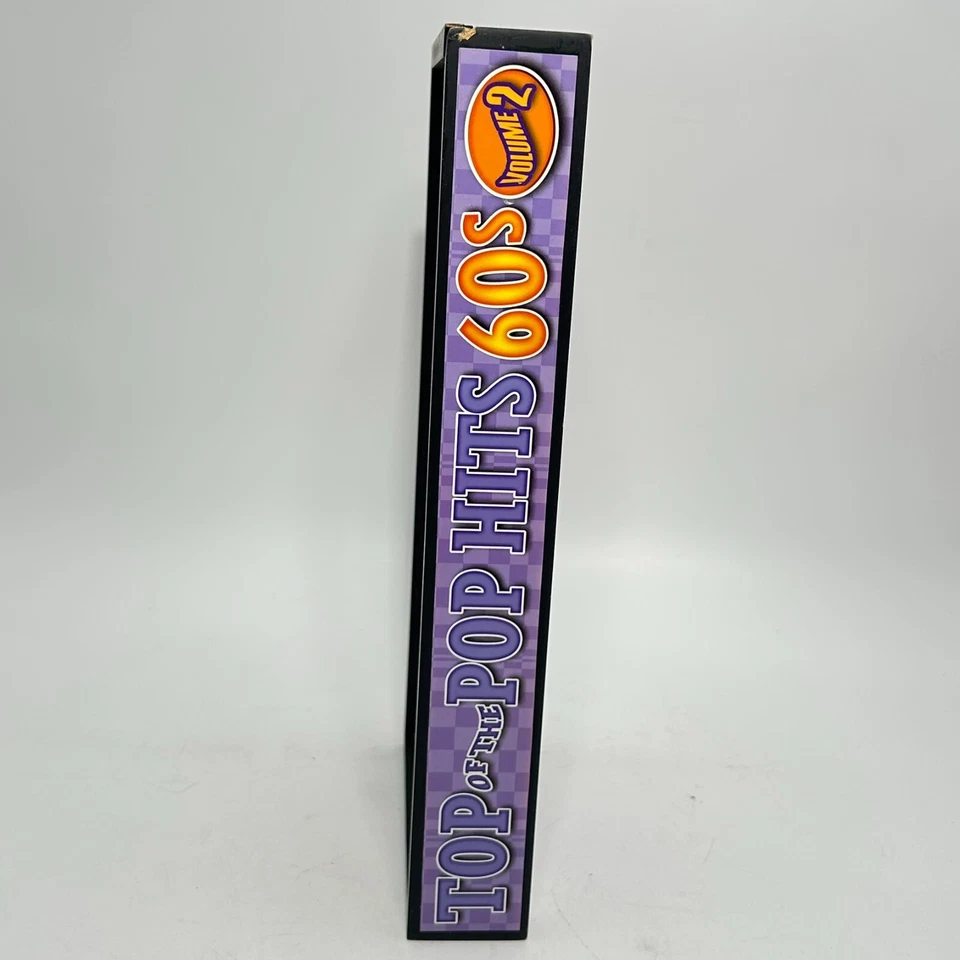 TOP OF THE POP HITS 60s
VOLUME 2